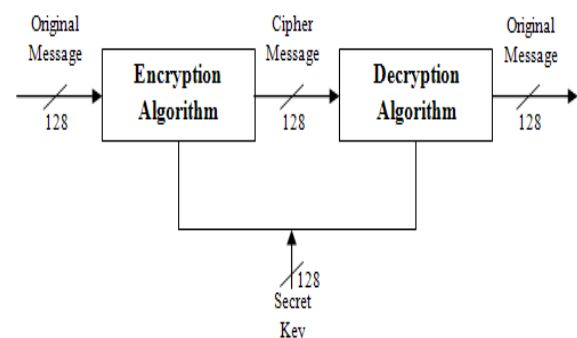 Original
Message
128
Encryption
Algorithm
Cipher
Message
128
Decryption
Algorithm
Original
Message
128
128
Secret
Key